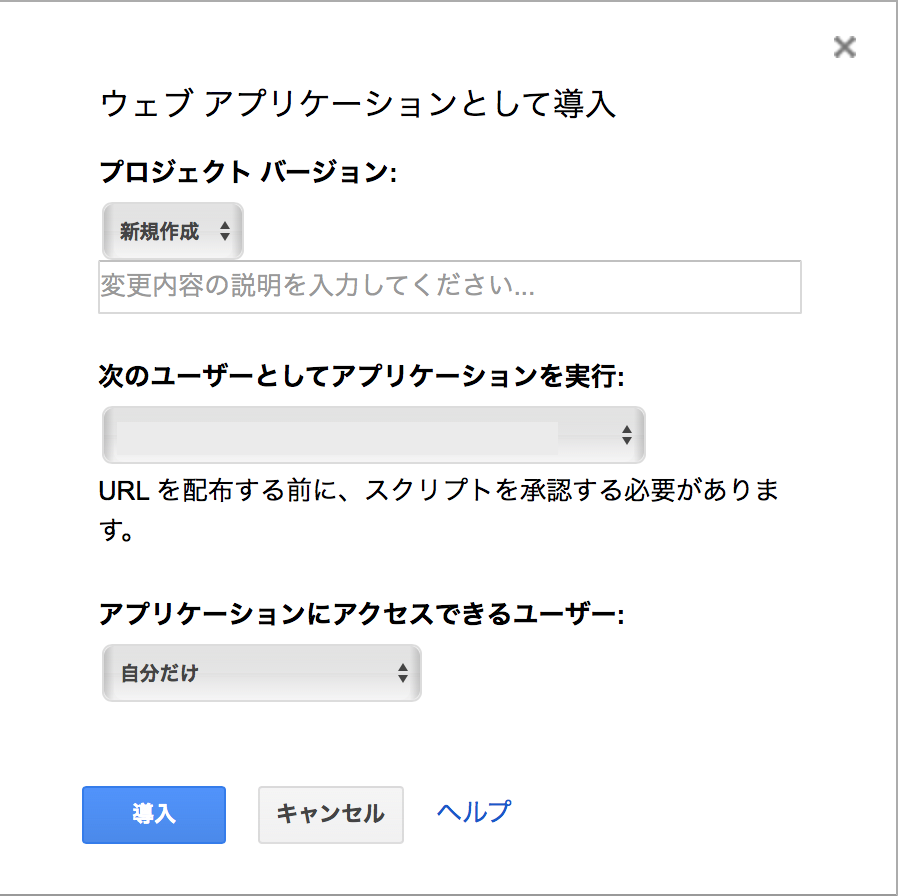 ウェブ アプリケーションとして導入
プロジェクト バージョン:
新規作成
変更内容の説明を入力してください...
次のユーザーとしてアプリケーションを実行:
URL を配布する前に、スクリプトを承認する必要がありま
す。
アプリケーションにアクセスできるユーザー:
自分だけ
導入 キャンセル ヘルプ